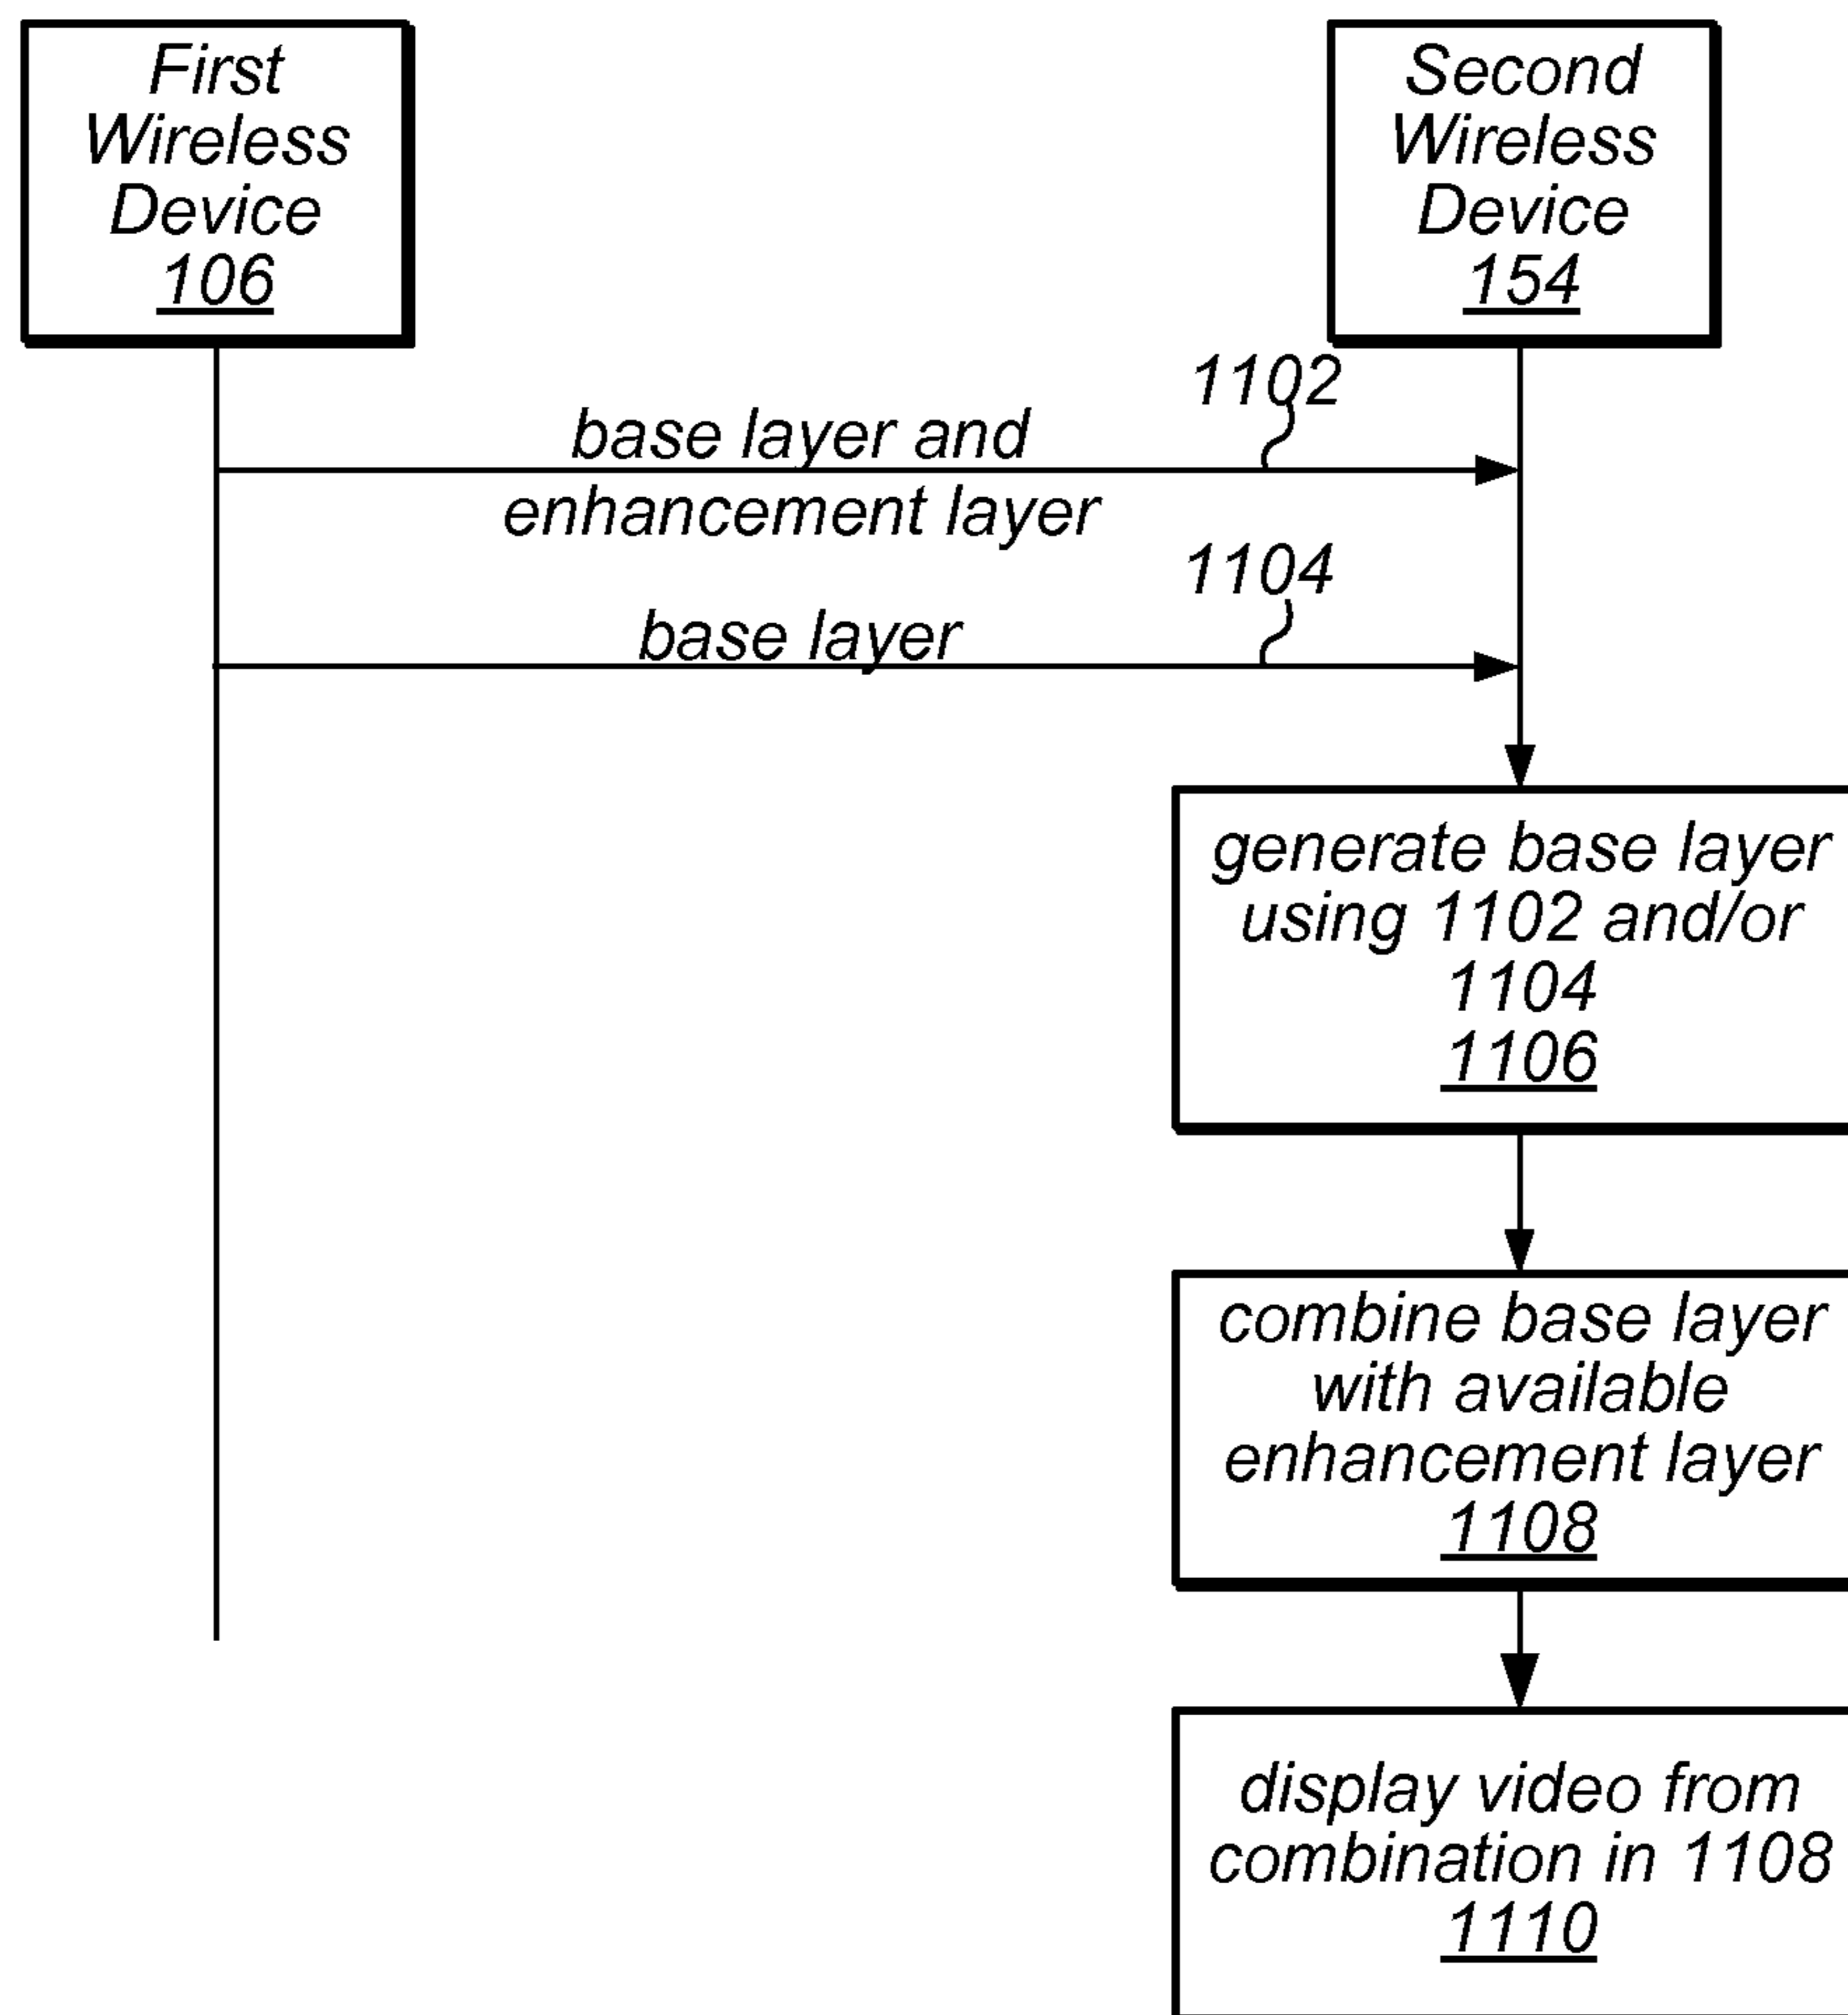 First
Wireless
Device
106
Second
Wireless
Device
154
1102
base layer and
enhancement layer
1104
base layer
generate base layer
using 1102 and/or
1104
1106
combine base layer
with available
enhancement layer
1108
display video from
combination in 1108
1110